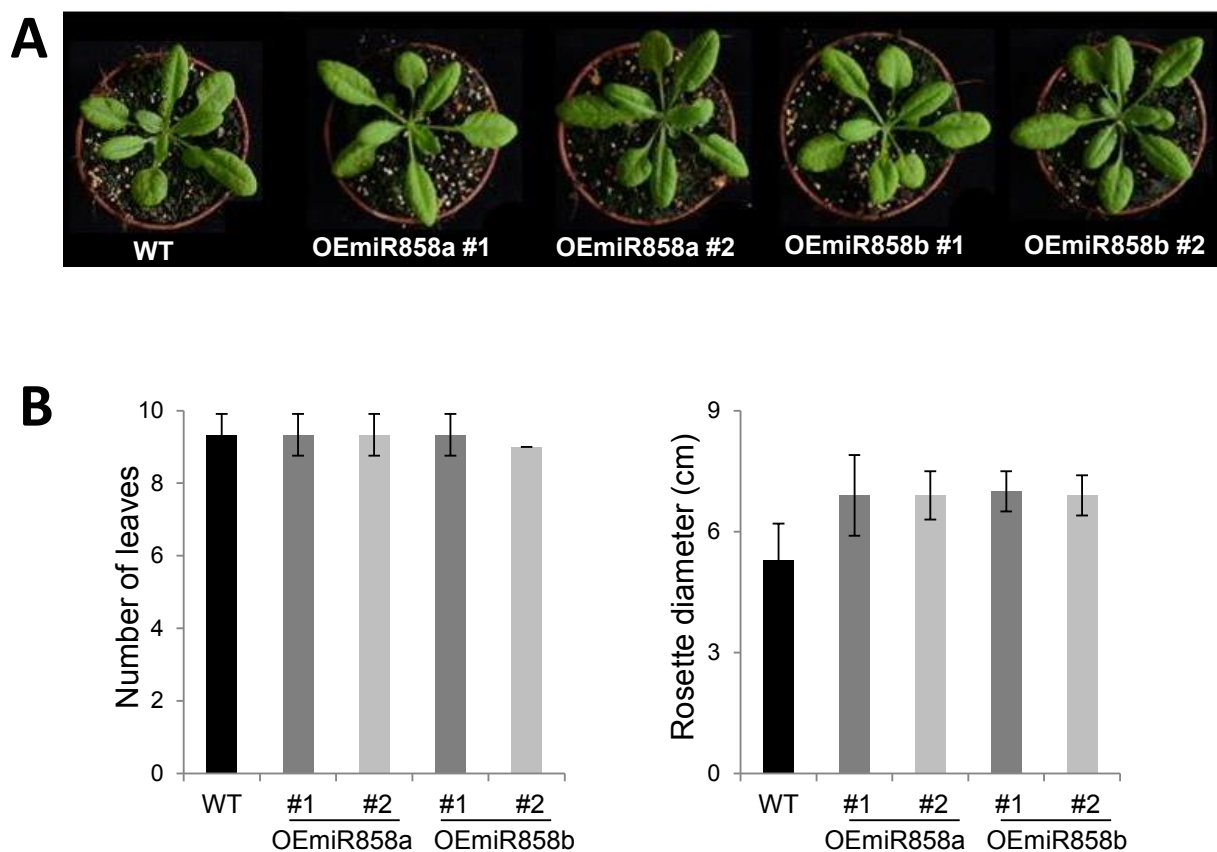 A
WT OEmiR858a #1 OEmiR858a #2 OEmiR858b #1 OEmiR858b #2
B
Number of leaves
10
8
6
4
2
0
WT #1 #2 #1 #2
OEmiR858a OEmiR858b
Rosette diameter (cm)
9
6
3
0
WT #1 #2 #1 #2
OEmiR858a OEmiR858b